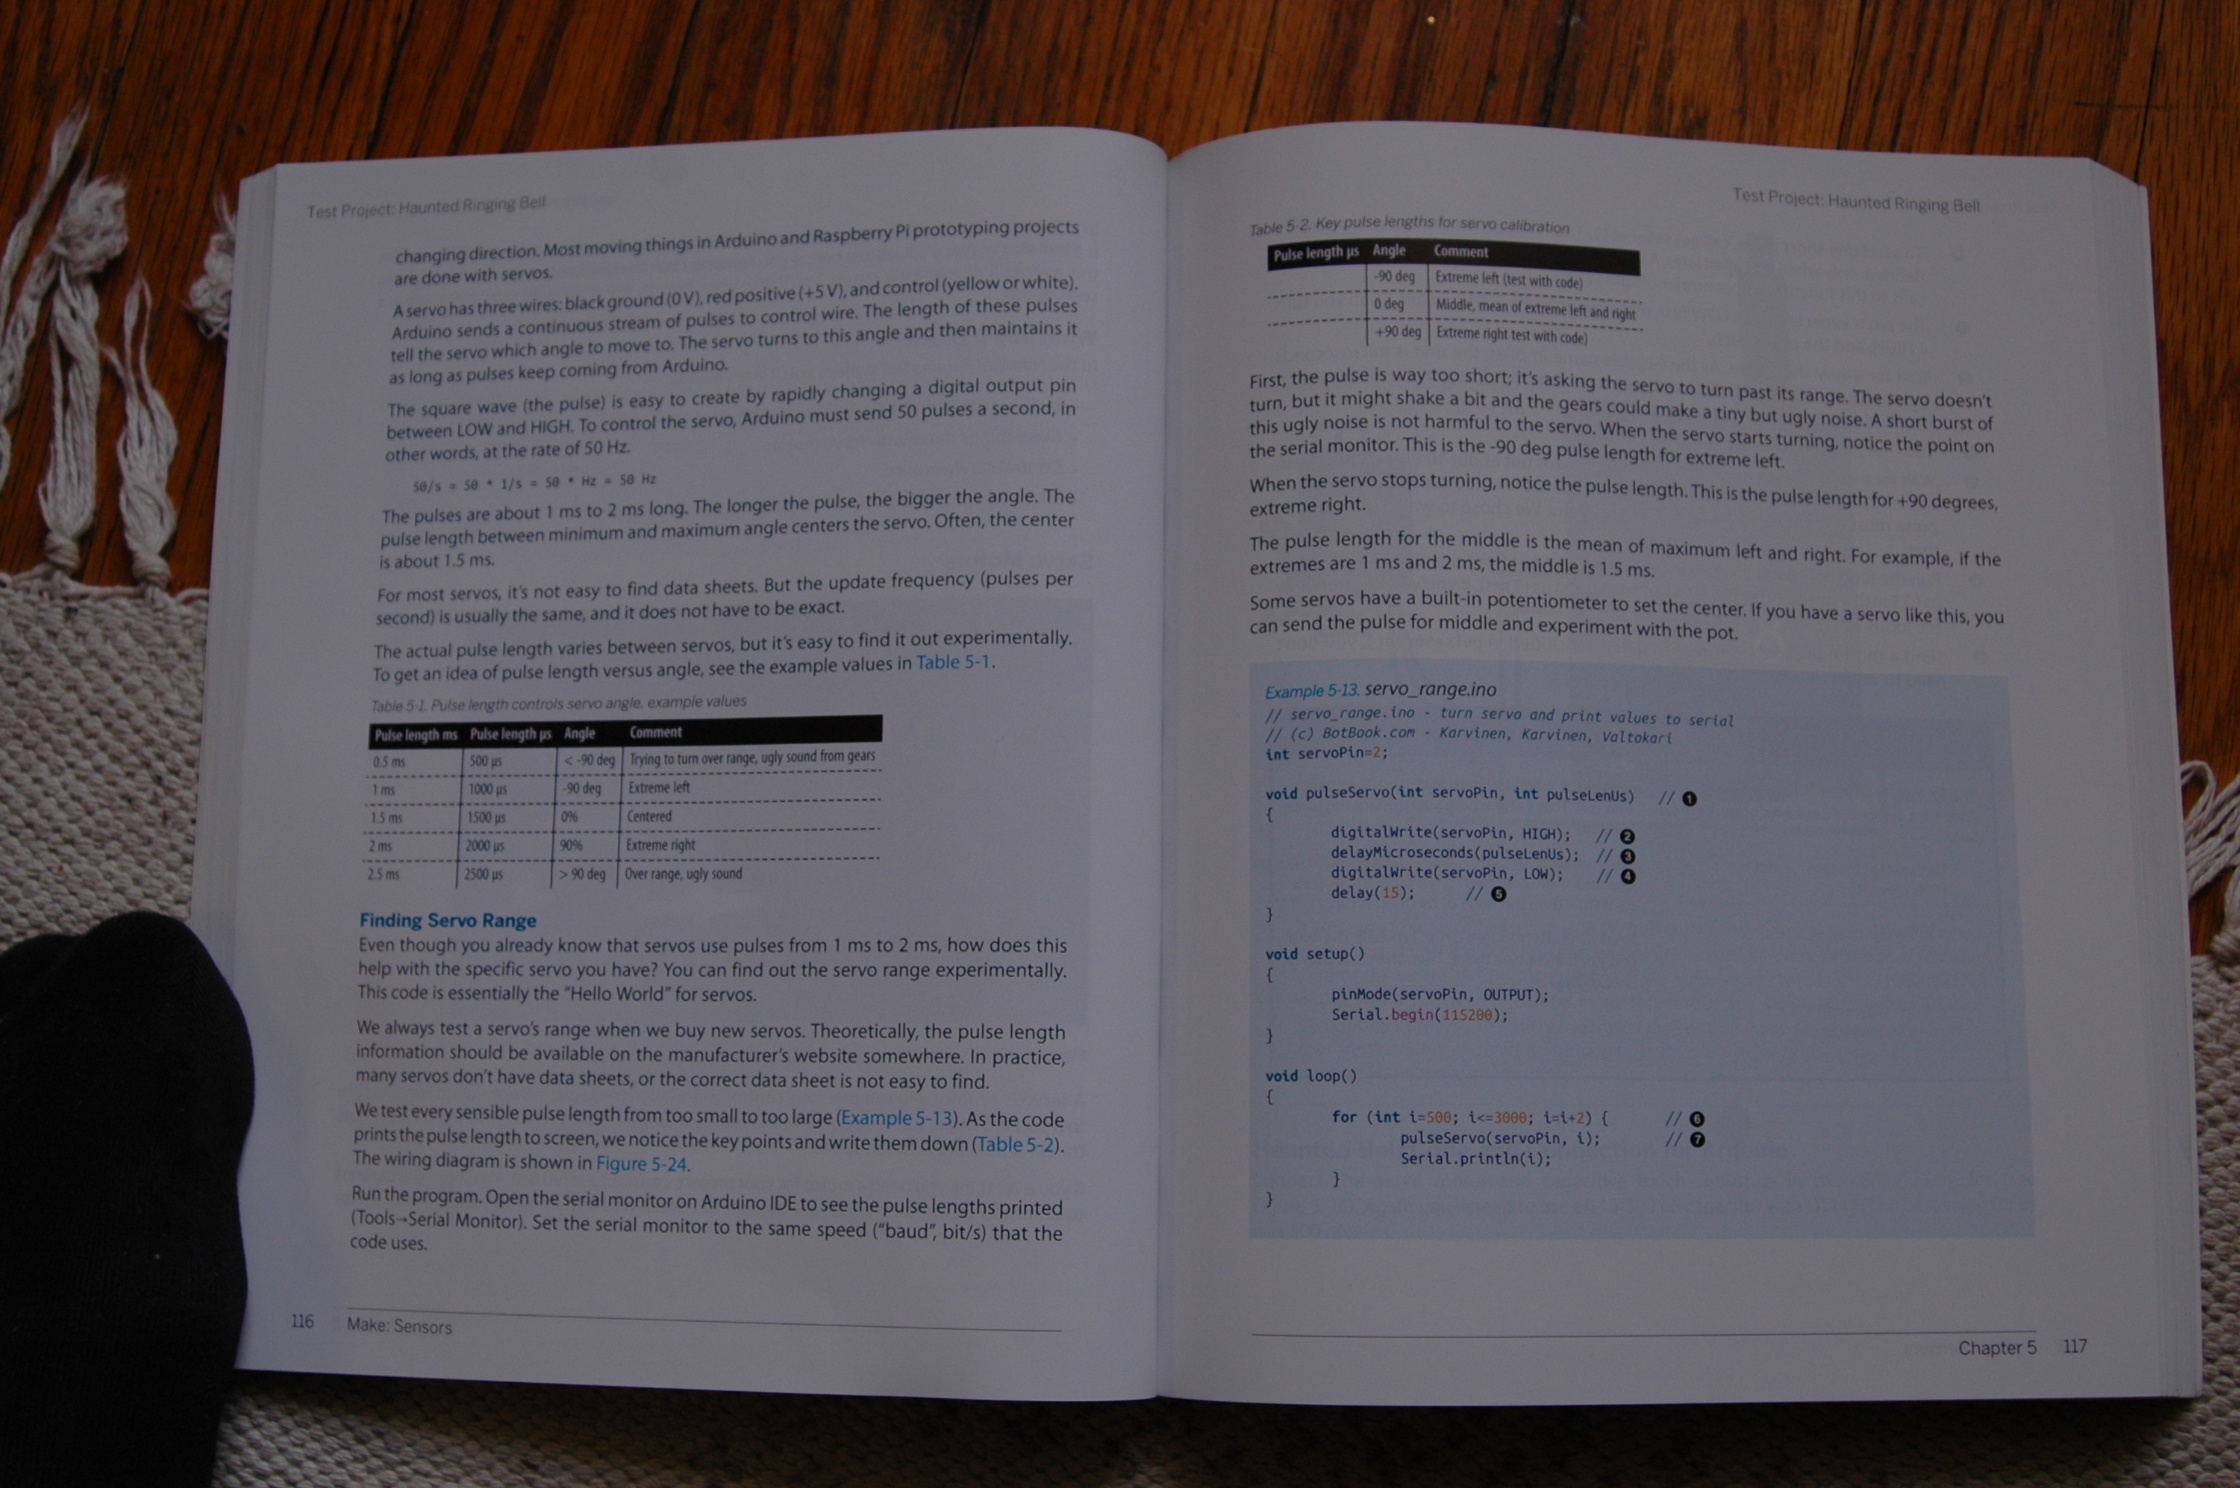 Test Project: Haunted Ringing Bell
changing direction. Most moving things in Arduino and Raspberry Pi prototyping projects
are done with servos.
A servo has three wires: black ground (0 V), red positive (+5 V), and control (yellow or white).
Arduino sends a continuous stream of pulses to control wire. The length of these pulses
tell the servo which angle to move to. The servo turns to this angle and then maintains it
as long as pulses keep coming from Arduino.
The square wave (the pulse) is easy to create by rapidly changing a digital output pin
between LOW and HIGH. To control the servo, Arduino must send 50 pulses a second, in
other words, at the rate of 50 Hz.
50/s = 50 * 1/s = 50 * Hz = 50 Hz
The pulses are about 1 ms to 2 ms long. The longer the pulse, the bigger the angle. The
pulse length between minimum and maximum angle centers the servo. Often, the center
is about 1.5 ms.
For most servos, it's not easy to find data sheets. But the update frequency (pulses per
second) is usually the same, and it does not have to be exact.
The actual pulse length varies between servos, but it's easy to find it out experimentally.
To get an idea of pulse length versus angle, see the example values in Table 5-1.
Table 5-1. Pulse length controls servo angle, example values
Pulse length ms Pulse length µs Angle Comment
0.5 ms 500 µs < -90 deg Trying to turn over range, ugly sound from gears
1 ms 1000 µs -90 deg Extreme left
1.5 ms 1500 µs 0% Centered
2 ms 2000 µs 90% Extreme right
2.5 ms 2500 µs > 90 deg Over range, ugly sound
Finding Servo Range
Even though you already know that servos use pulses from 1 ms to 2 ms, how does this
help with the specific servo you have? You can find out the servo range experimentally.
This code is essentially the "Hello World" for servos.
We always test a servo's range when we buy new servos. Theoretically, the pulse length
information should be available on the manufacturer's website somewhere. In practice,
many servos don't have data sheets, or the correct data sheet is not easy to find.
We test every sensible pulse length from too small to too large (Example 5-13). As the code
prints the pulse length to screen, we notice the key points and write them down (Table 5-2).
The wiring diagram is shown in Figure 5-24.
Run the program. Open the serial monitor on Arduino IDE to see the pulse lengths printed
(Tools→Serial Monitor). Set the serial monitor to the same speed ("baud", bit/s) that the
code uses.
116 Make: Sensors
Test Project: Haunted Ringing Bell
Table 5-2. Key pulse lengths for servo calibration
Pulse length µs Angle Comment
-90 deg Extreme left (test with code)
0 deg Middle, mean of extreme left and right
+90 deg Extreme right test with code)
First, the pulse is way too short; it's asking the servo to turn past its range. The servo doesn't
turn, but it might shake a bit and the gears could make a tiny but ugly noise. A short burst of
this ugly noise is not harmful to the servo. When the servo starts turning, notice the point on
the serial monitor. This is the -90 deg pulse length for extreme left.
When the servo stops turning, notice the pulse length. This is the pulse length for +90 degrees,
extreme right.
The pulse length for the middle is the mean of maximum left and right. For example, if the
extremes are 1 ms and 2 ms, the middle is 1.5 ms.
Some servos have a built-in potentiometer to set the center. If you have a servo like this, you
can send the pulse for middle and experiment with the pot.
Example 5-13. servo_range.ino
// servo_range.ino - turn servo and print values to serial
// (c) BotBook.com - Karvinen, Karvinen, Valtokari
int servoPin=2;
void pulseServo(int servoPin, int pulseLenUs) // ❶
{
digitalWrite(servoPin, HIGH); // ❷
delayMicroseconds(pulseLenUs); // ❸
digitalWrite(servoPin, LOW); // ❹
delay(15); // ❺
}
void setup()
{
pinMode(servoPin, OUTPUT);
Serial.begin(115200);
}
void loop()
{
for (int i=500; i<=3000; i=i+2) { // ❻
pulseServo(servoPin, i); // ❼
Serial.println(i);
}
}
Chapter 5 117